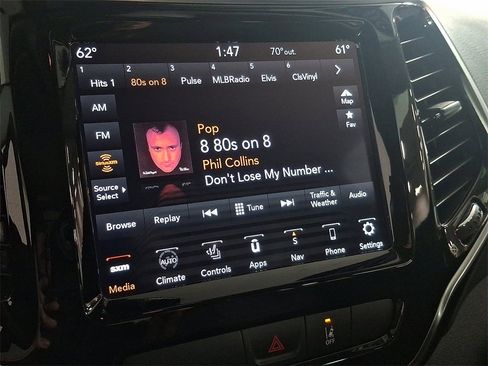 62° 1:47 70° out. 61°
1 2 3 4 5 6
Hits 1 80s on 8 Pulse MLBRadio Elvis ClsVinyl
AM
FM
siriusxm
Source Select
Map
Fav
Pop
8 80s on 8
Phil Collins
Don't Lose My Number ...
Browse Replay Tune Traffic & Weather Audio
sxm AUTO
Media Climate Controls Apps Nav Phone Settings
S
OFF